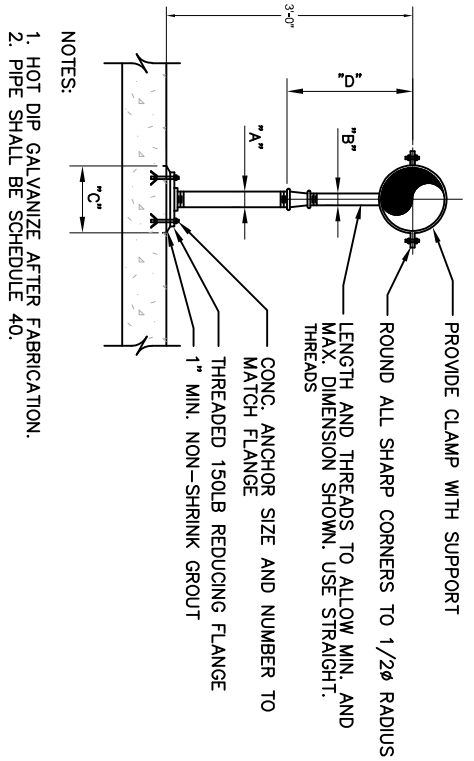 PROVIDE CLAMP WITH SUPPORT
ROUND ALL SHARP CORNERS TO 1/2ø RADIUS
LENGTH AND THREADS TO ALLOW MIN. AND
MAX. DIMENSION SHOWN. USE STRAIGHT.
THREADS
CONC. ANCHOR SIZE AND NUMBER TO
MATCH FLANGE
THREADED 150LB REDUCING FLANGE
1" MIN. NON-SHRINK GROUT
3'-0"
"D"
"B"
"A"
"C"
NOTES:
1. HOT DIP GALVANIZE AFTER FABRICATION.
2. PIPE SHALL BE SCHEDULE 40.